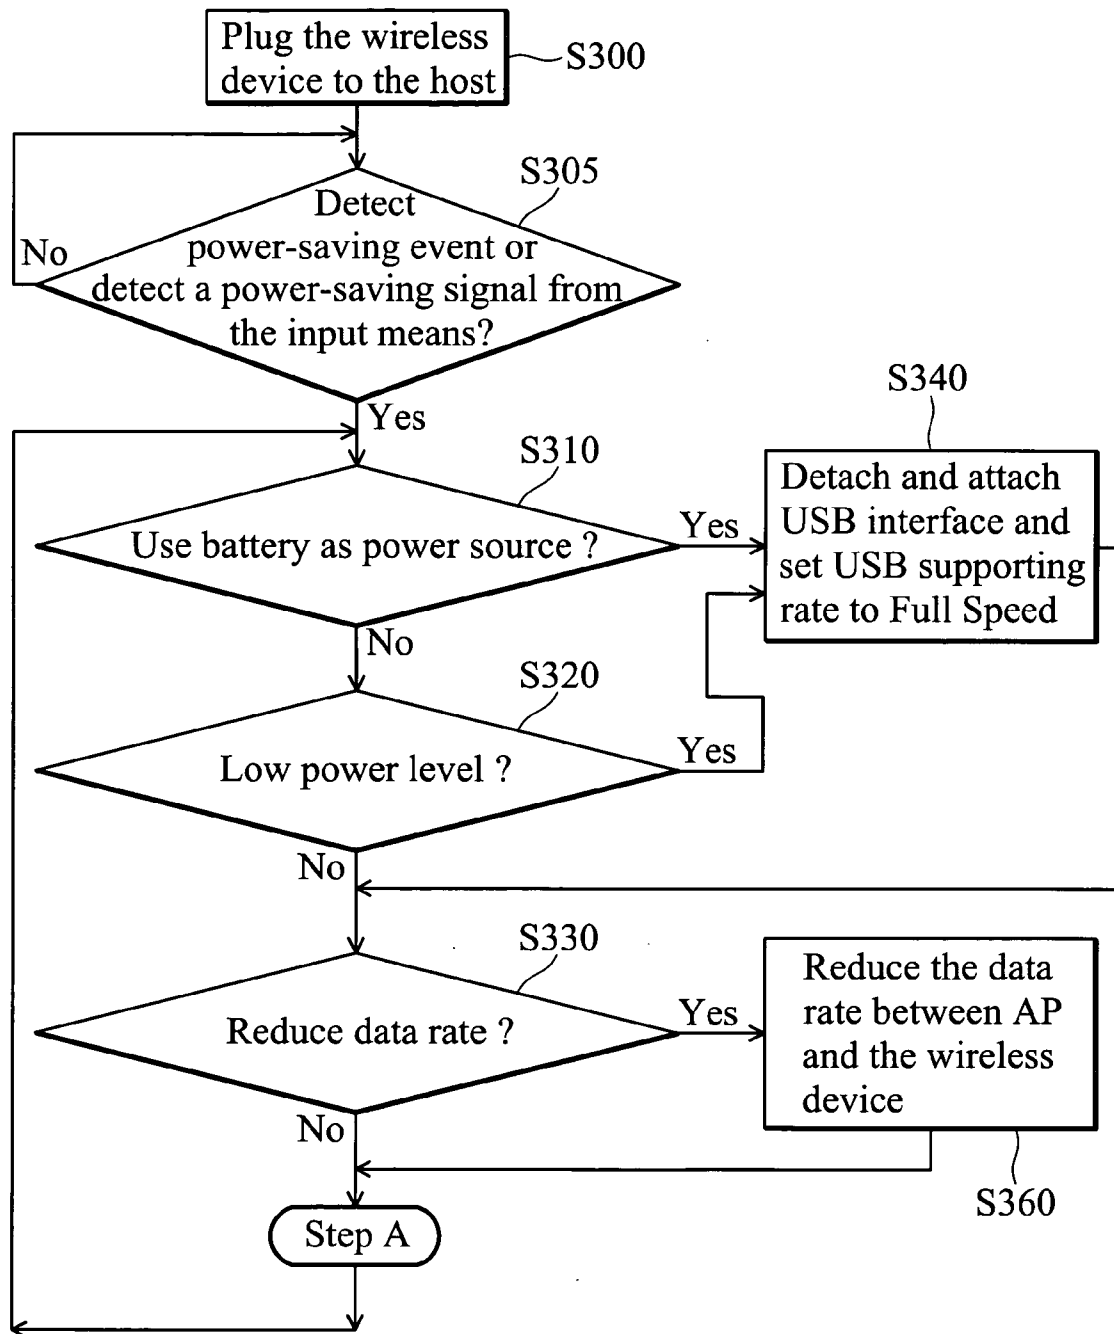 Plug the wireless
device to the host
S300
S305
Detect
power-saving event or
detect a power-saving signal from
the input means?
No
Yes
S310
Use battery as power source ?
Yes
No
S340
Detach and attach
USB interface and
set USB supporting
rate to Full Speed
S320
Low power level ?
Yes
No
S330
Reduce data rate ?
Yes
No
Reduce the data
rate between AP
and the wireless
device
S360
Step A